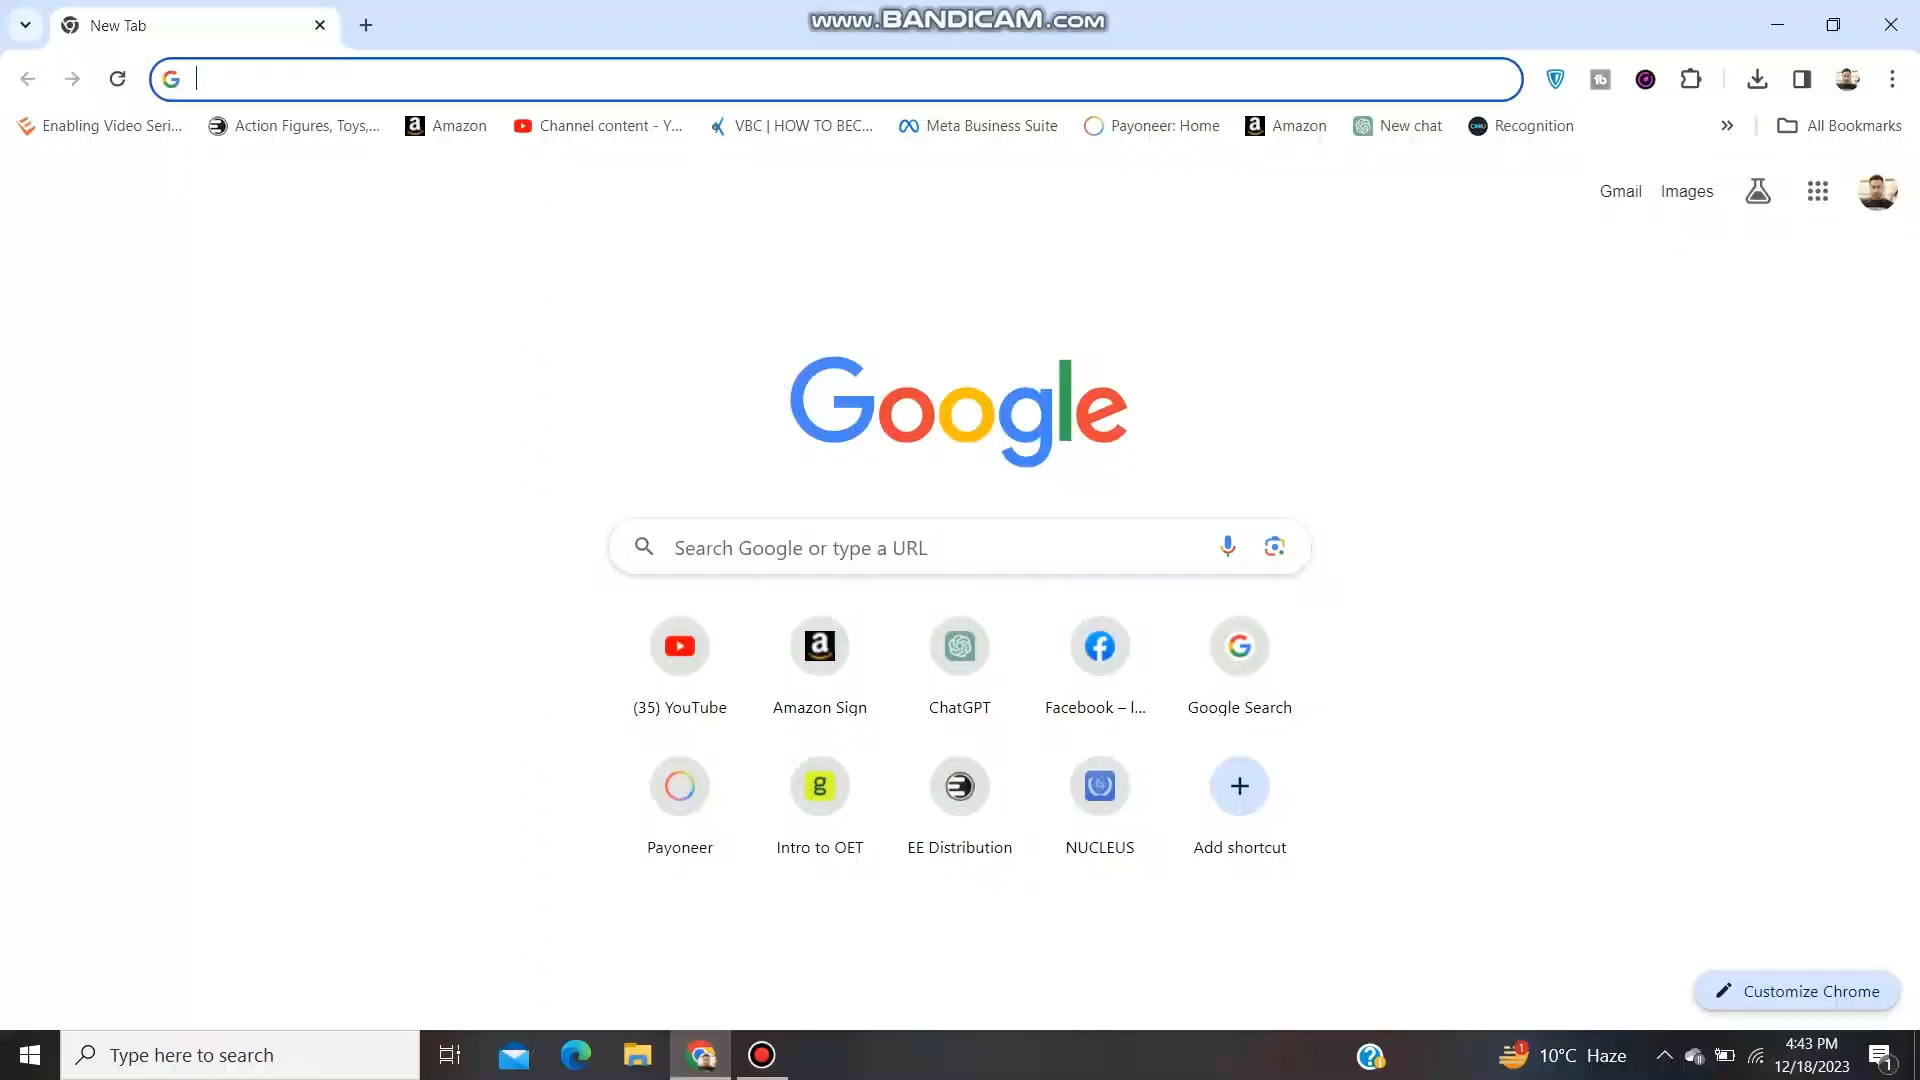 New Tab
www.BANDICAM.com
Enabling Video Seri...
Action Figures, Toys,...
Amazon
Channel content - Y...
VBC | HOW TO BEC...
Meta Business Suite
Payoneer: Home
Amazon
New chat
Recognition
All Bookmarks
Gmail
Images
Google
Search Google or type a URL
(35) YouTube
Amazon Sign
ChatGPT
Facebook – l...
Google Search
Payoneer
Intro to OET
EE Distribution
NUCLEUS
Add shortcut
Customize Chrome
Type here to search
1
10°C Haze
4:43 PM
12/18/2023
1